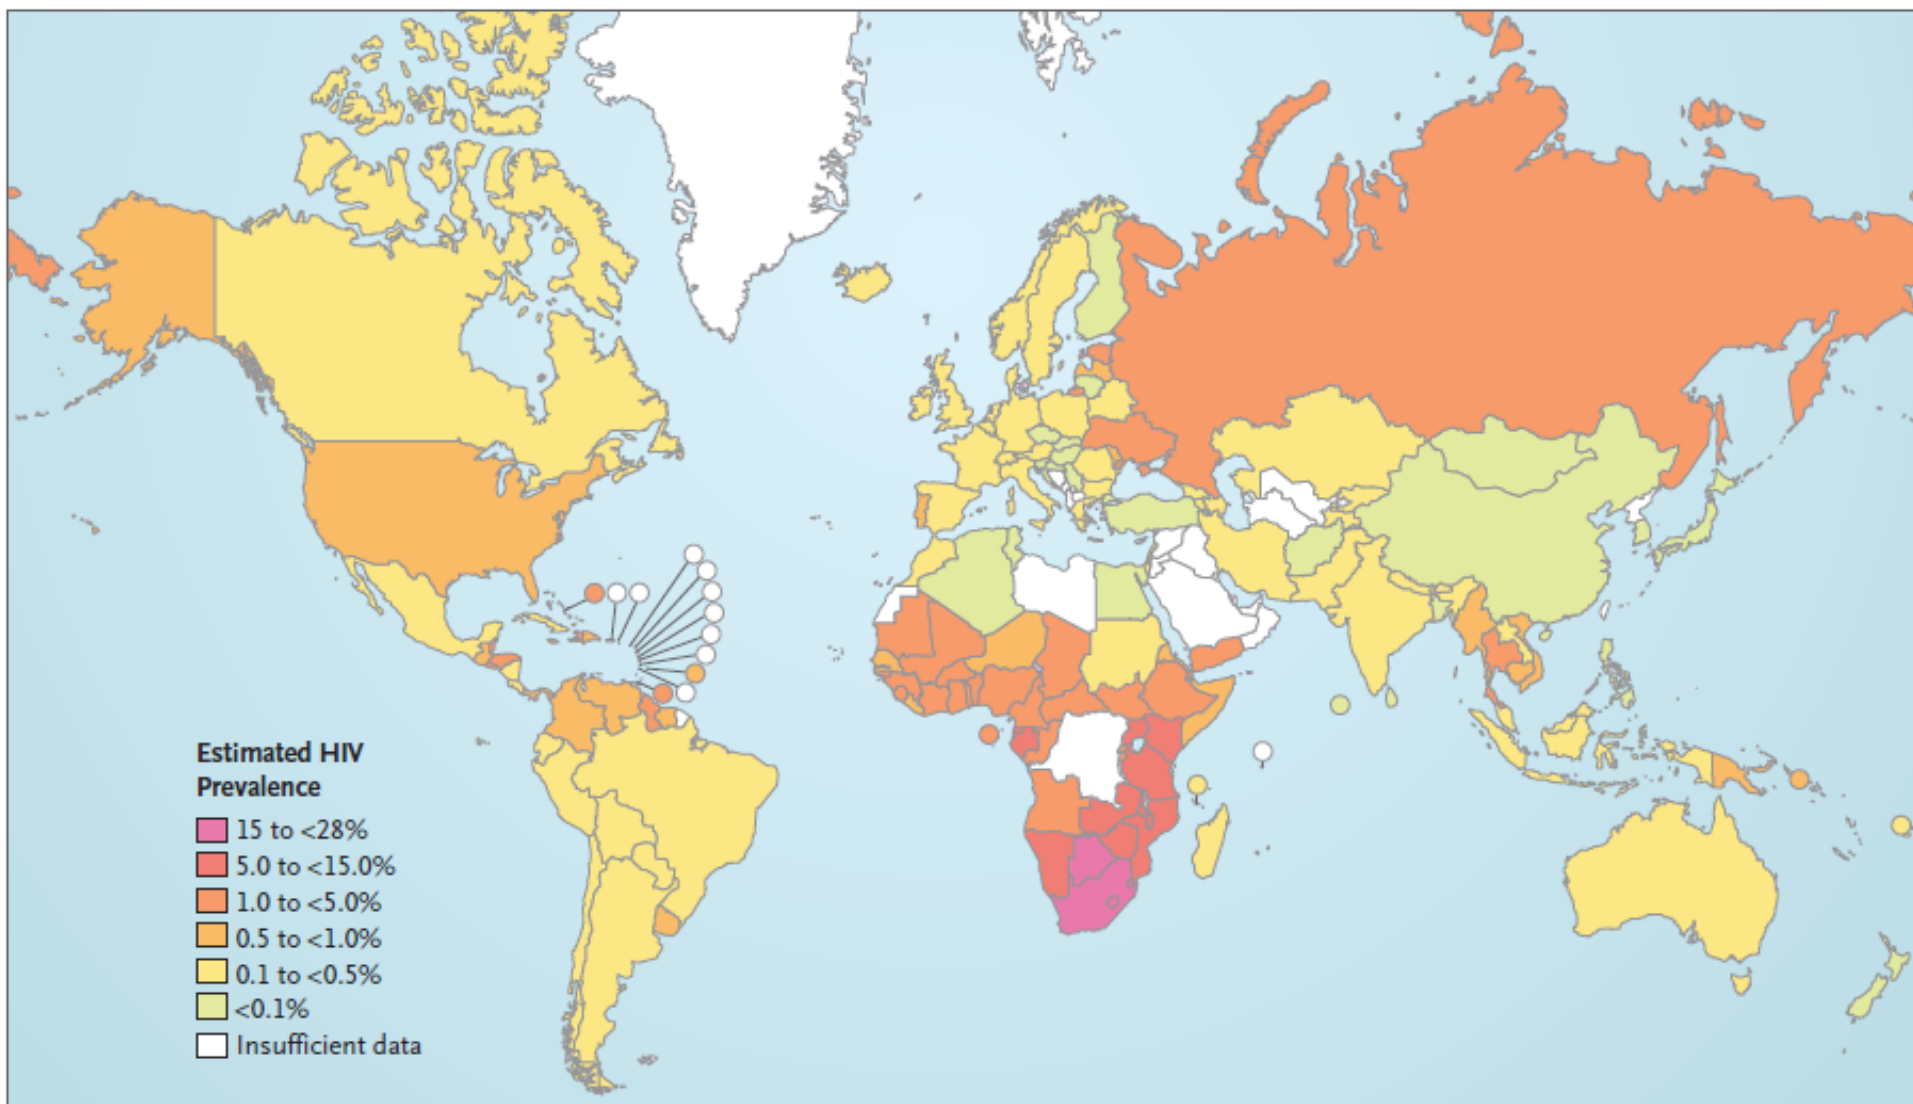 Estimated HIV
Prevalence
15 to <28%
5.0 to <15.0%
1.0 to <5.0%
0.5 to <1.0%
0.1 to <0.5%
<0.1%
Insufficient data